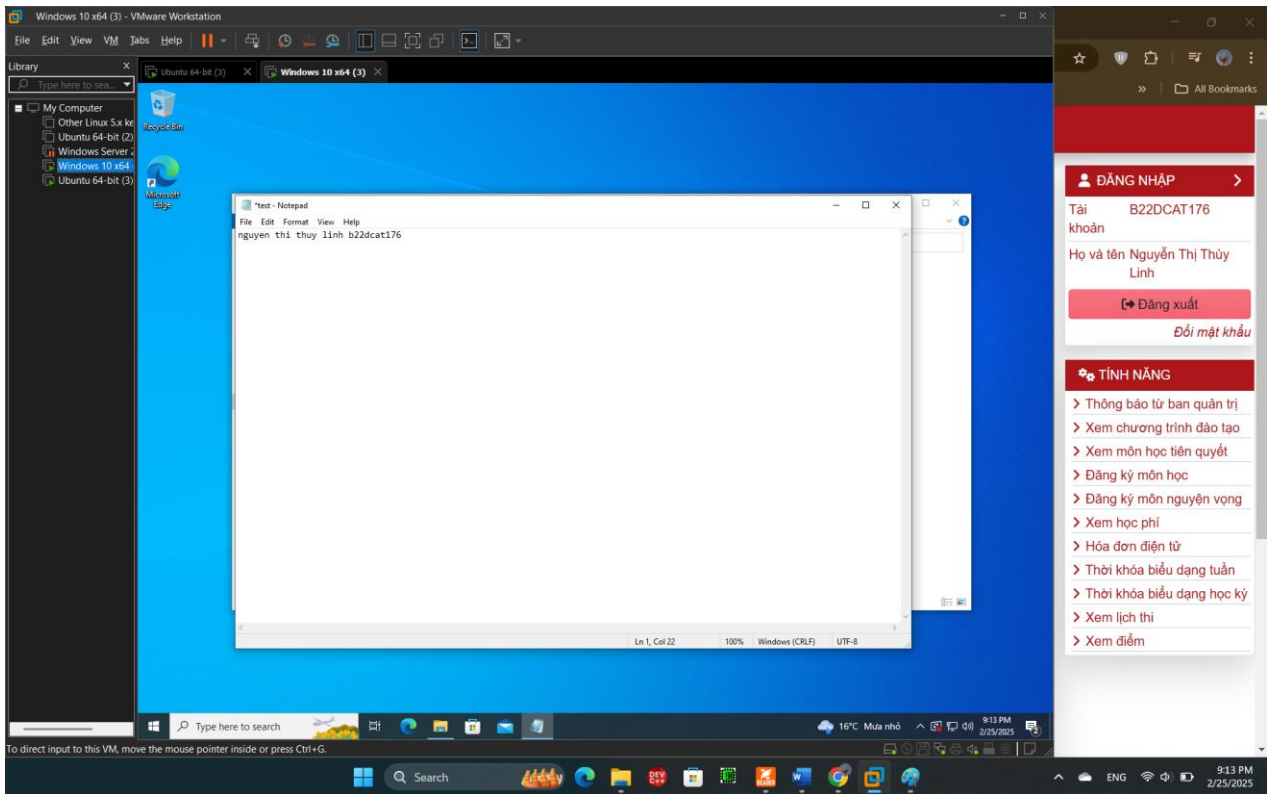 Windows 10 x64 (3) - VMware Workstation
File Edit View VM Tabs Help
Library
Type here to sea...
My Computer
Other Linux 5.x ke
Ubuntu 64-bit (2)
Windows Server 2
Windows 10 x64
Ubuntu 64-bit (3)
Ubuntu 64-bit (3)
Windows 10 x64 (3)
Recycle Bin
Microsoft
Edge
*test - Notepad
File Edit Format View Help
nguyen thi thuy linh b22dcat176
Ln 1, Col 22 100% Windows (CRLF) UTF-8
Type here to search
16°C Mưa nhỏ
9:13 PM
2/25/2025
To direct input to this VM, move the mouse pointer inside or press Ctrl+G.
All Bookmarks
ĐĂNG NHẬP
Tài khoản B22DCAT176
Họ và tên Nguyễn Thị Thùy
Linh
Đăng xuất
Đổi mật khẩu
TÍNH NĂNG
Thông báo từ ban quản trị
Xem chương trình đào tạo
Xem môn học tiên quyết
Đăng ký môn học
Đăng ký môn nguyện vọng
Xem học phí
Hóa đơn điện tử
Thời khóa biểu dạng tuần
Thời khóa biểu dạng học kỳ
Xem lịch thi
Xem điểm
Search
ENG
9:13 PM
2/25/2025